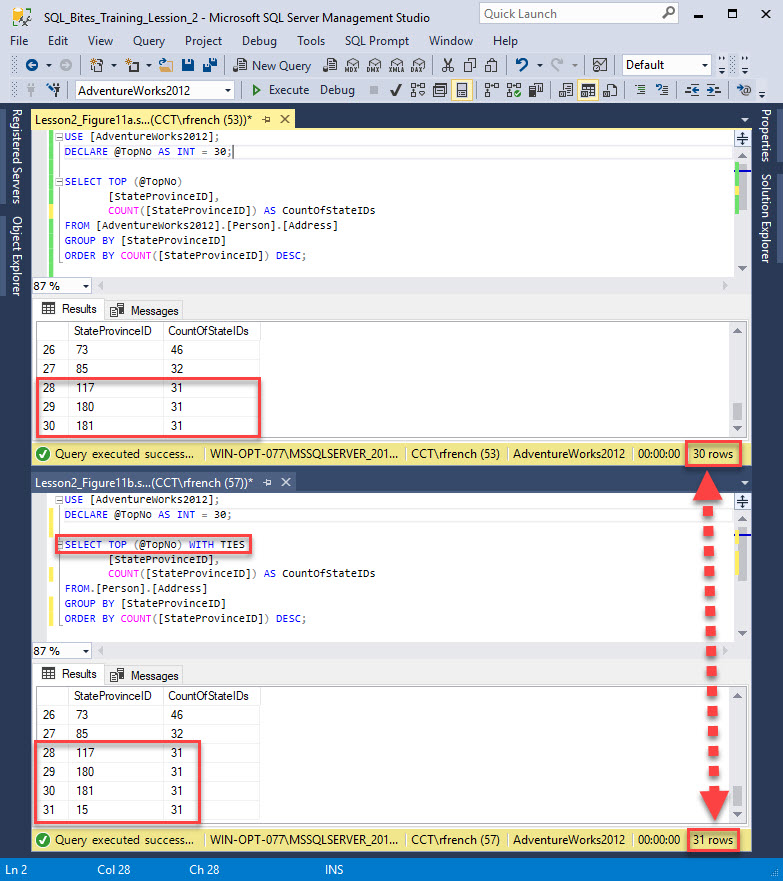 SQL_Bites_Training_Lession_2 - Microsoft SQL Server Management Studio
Quick Launch
File Edit View Query Project Debug Tools SQL Prompt Window Help
New Query MDX DMX XMLA DAX Default
AdventureWorks2012 Execute Debug
Registered Servers
Object Explorer
Properties
Solution Explorer
Lesson2_Figure11a.s...(CCT\rfrench (53))*
USE [AdventureWorks2012];
DECLARE @TopNo AS INT = 30;
SELECT TOP (@TopNo)
[StateProvinceID],
COUNT([StateProvinceID]) AS CountOfStateIDs
FROM [AdventureWorks2012].[Person].[Address]
GROUP BY [StateProvinceID]
ORDER BY COUNT([StateProvinceID]) DESC;
87 %
Results Messages
StateProvinceID CountOfStateIDs
26 73 46
27 85 32
28 117 31
29 180 31
30 181 31
Query executed success... WIN-OPT-077\MSSQLSERVER_201... CCT\rfrench (53) AdventureWorks2012 00:00:00 30 rows
Lesson2_Figure11b.s...(CCT\rfrench (57))*
USE [AdventureWorks2012];
DECLARE @TopNo AS INT = 30;
SELECT TOP (@TopNo) WITH TIES
[StateProvinceID],
COUNT([StateProvinceID]) AS CountOfStateIDs
FROM.[Person].[Address]
GROUP BY [StateProvinceID]
ORDER BY COUNT([StateProvinceID]) DESC;
87 %
Results Messages
StateProvinceID CountOfStateIDs
26 73 46
27 85 32
28 117 31
29 180 31
30 181 31
31 15 31
Query executed success... WIN-OPT-077\MSSQLSERVER_201... CCT\rfrench (57) AdventureWorks2012 00:00:00 31 rows
Ln 2 Col 28 Ch 28 INS